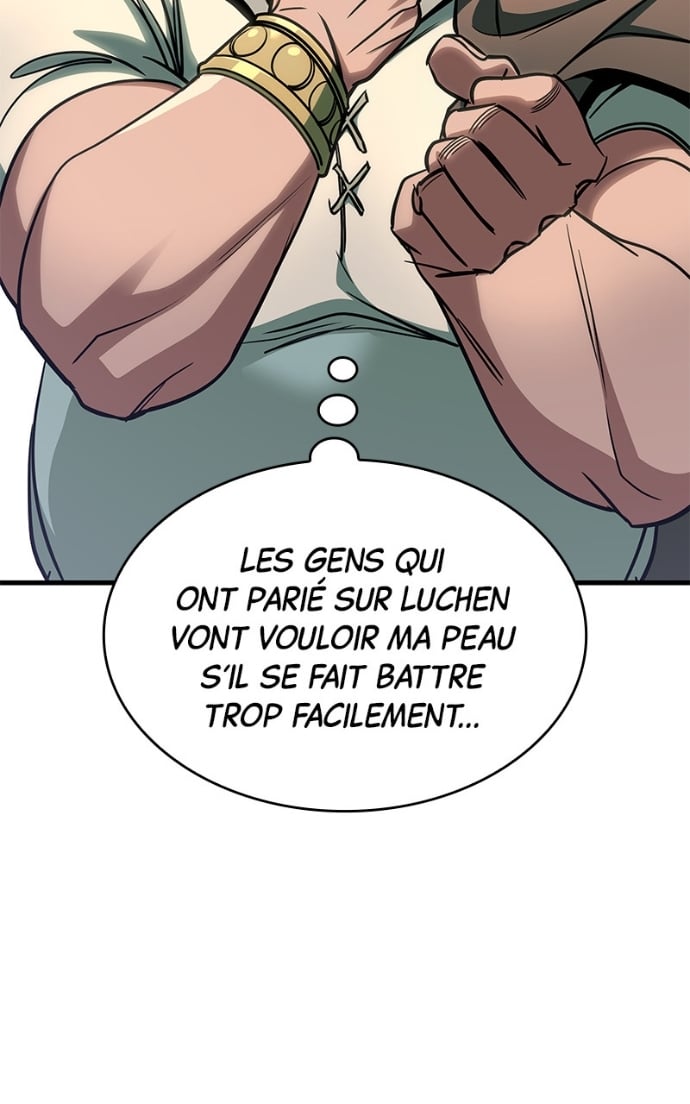 LES GENS QUI
ONT PARIÉ SUR LUCHEN
VONT VOULOIR MA PEAU
S'IL SE FAIT BATTRE
TROP FACILEMENT...